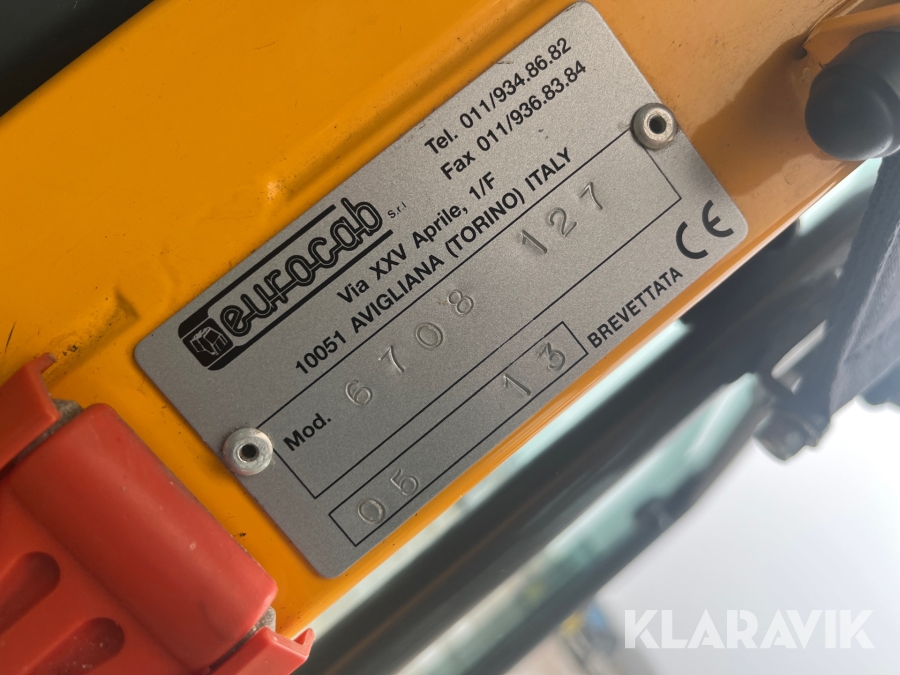 Tel. 011/934.86.82
Fax 011/936.83.84
eurocab s.r.l
Via XXV Aprile, 1/F
10051 AVIGLIANA (TORINO) ITALY
Mod. 6708 127
05 13 BREVETTATA CE
KLARAVIK